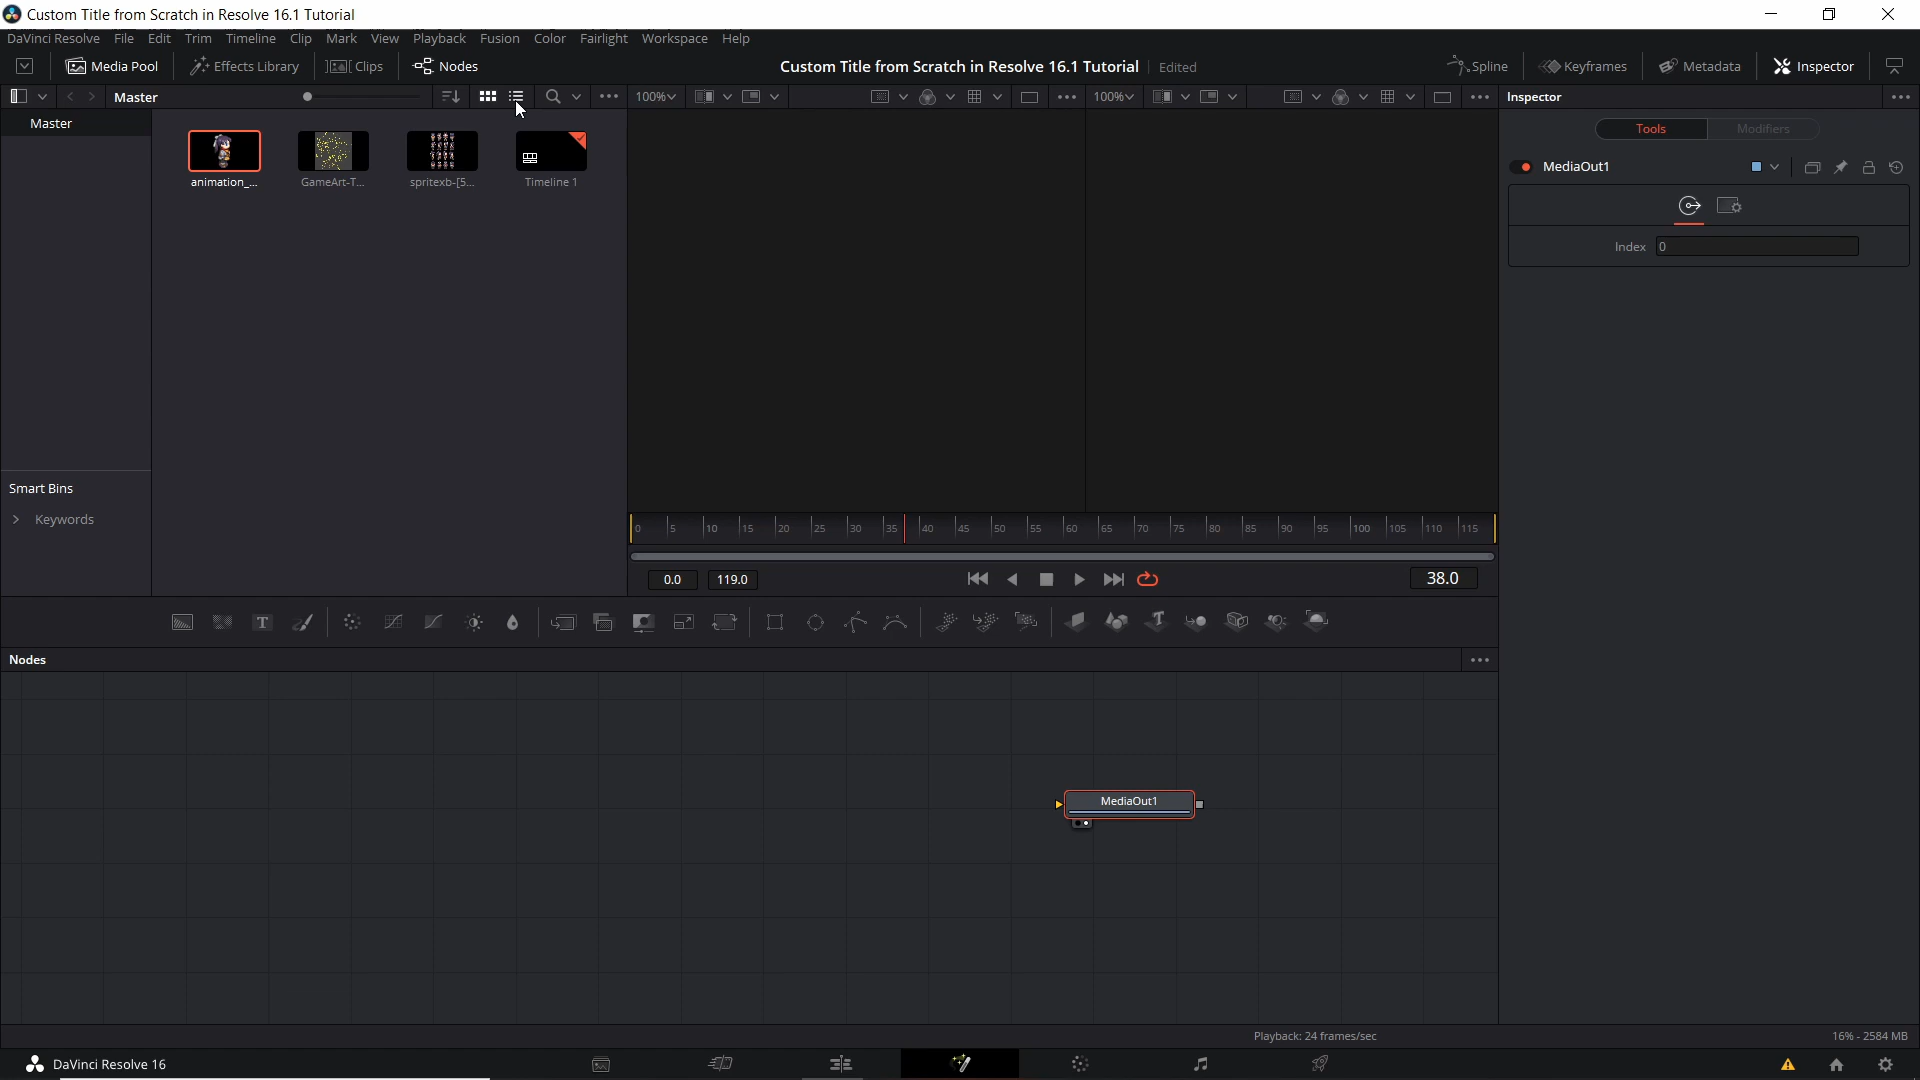 Custom Title from Scratch in Resolve 16.1 Tutorial
DaVinci Resolve File Edit Trim Timeline Clip Mark View Playback Fusion Color Fairlight Workspace Help
Media Pool Effects Library Clips Nodes Custom Title from Scratch in Resolve 16.1 Tutorial Edited Spline Keyframes Metadata Inspector
Master 100% 100% Inspector
Master
Tools Modifiers
MediaOut1
animation_... GameArt-T... spritexb-[5... Timeline 1
Index 0
Smart Bins
Keywords
0 5 10 15 20 25 30 35 40 45 50 55 60 65 70 75 80 85 90 95 100 105 110 115
0.0 119.0 38.0
T T
Nodes
MediaOut1
Playback: 24 frames/sec 16% - 2584 MB
DaVinci Resolve 16